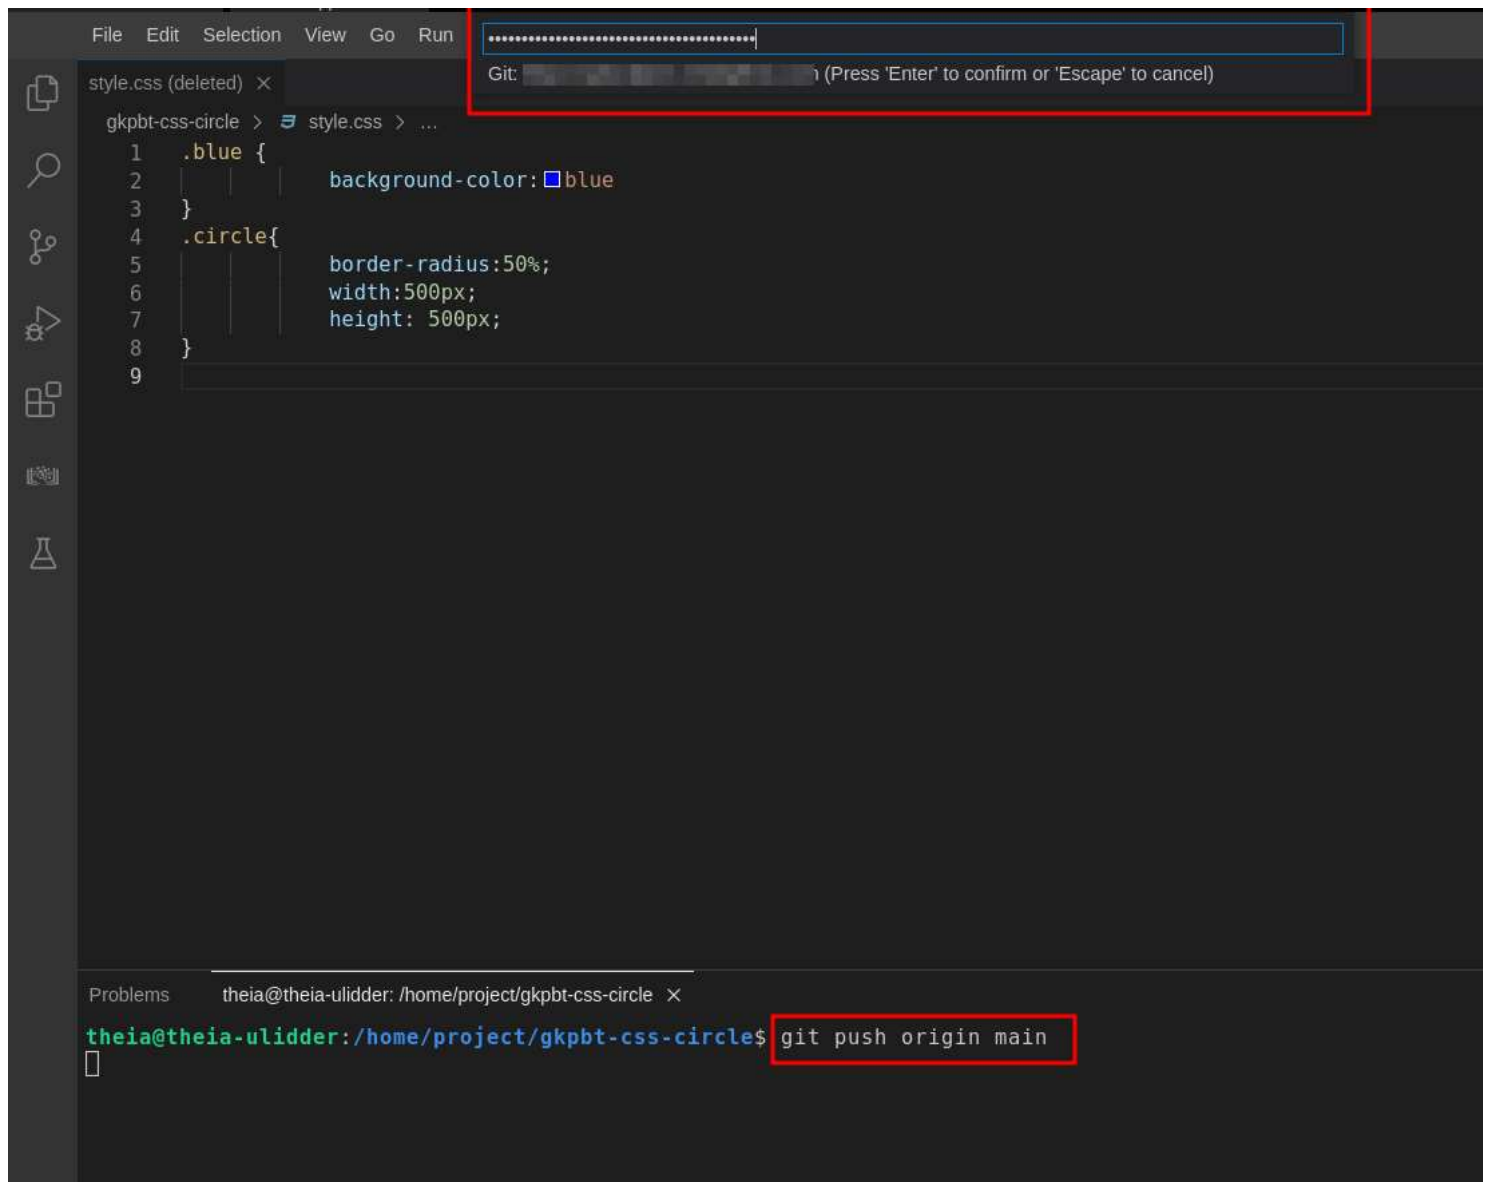 File Edit Selection View Go Run
••••••••••••••••••••••••••••••••••••••••
Git: (Press 'Enter' to confirm or 'Escape' to cancel)
style.css (deleted) ×
gkpbt-css-circle > style.css > ...
1 .blue {
2 background-color: blue
3 }
4 .circle{
5 border-radius:50%;
6 width:500px;
7 height: 500px;
8 }
9
Problems theia@theia-ulidder: /home/project/gkpbt-css-circle ×
theia@theia-ulidder:/home/project/gkpbt-css-circle$ git push origin main